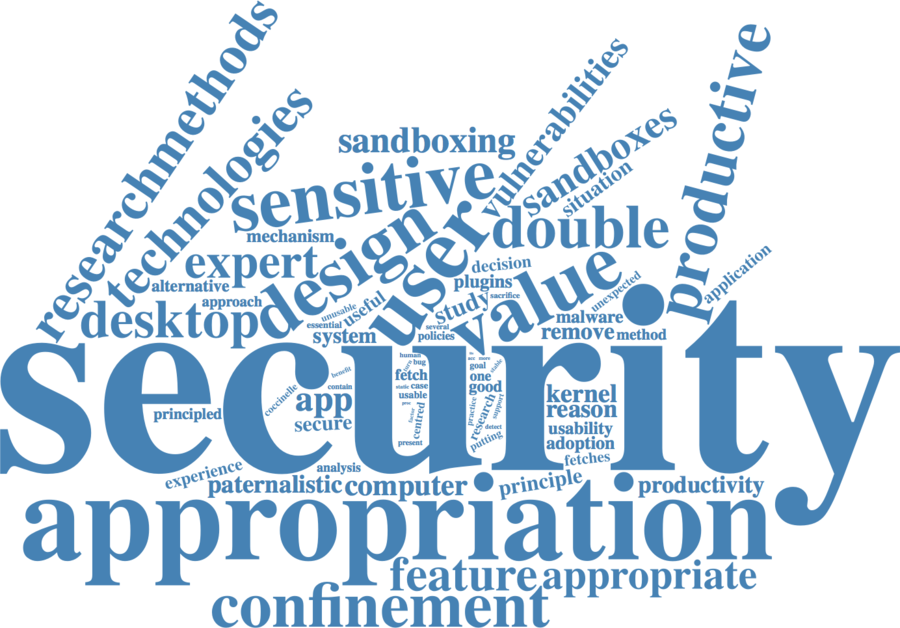 researchmethods
technologies
productive
vulnerabilities
sandboxing
sandboxes
sensitive
situation
mechanism
design
user
double
expert
decision
alternative
plugins
value
application
approach
sacrifice
unexpected
desktop
unusable
useful
study
malware
essential
system
several
policies
remove
method
security
human
bug
more
goal
benefit
fetch
one
stable
contain
static
case
good
kernel
coccinelle
app
usable
practice
support
reason
principled
secure
factor
centred
research
detect
usability
putting
present
adoption
fetches
experience
analysis
paternalistic
computer
principle
productivity
appropriation
feature
appropriate
confinement